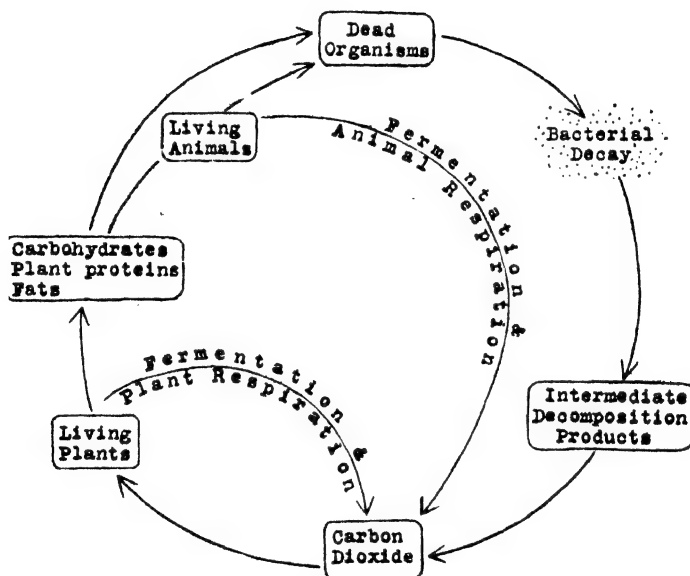 Dead
Organisms
Living
Animals
Fermentation &
Animal Respiration
Bacterial
Decay
Carbohydrates
Plant proteins
Fats
Fermentation &
Plant Respiration
Living
Plants
Intermediate
Decomposition
Products
Carbon
Dioxide